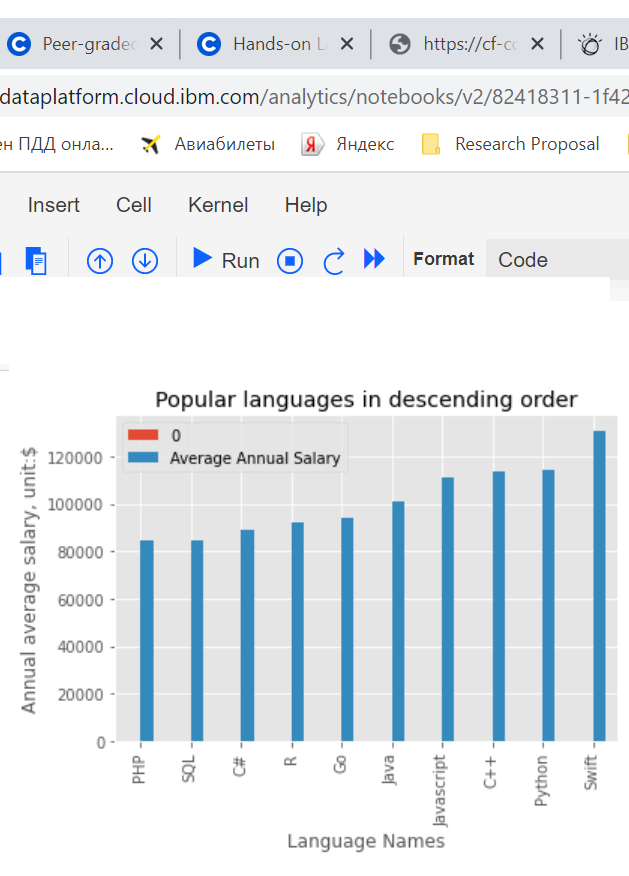 Peer-graded Hands-on L https://cf-c IB
dataplatform.cloud.ibm.com/analytics/notebooks/v2/82418311-1f42
ен ПДД онла... Авиабилеты Яндекс Research Proposal
Insert Cell Kernel Help
Run Format Code
Popular languages in descending order
0
Average Annual Salary
Annual average salary, unit:$
120000
100000
80000
60000
40000
20000
0
PHP SQL C# R Go Java Javascript C++ Python Swift
Language Names